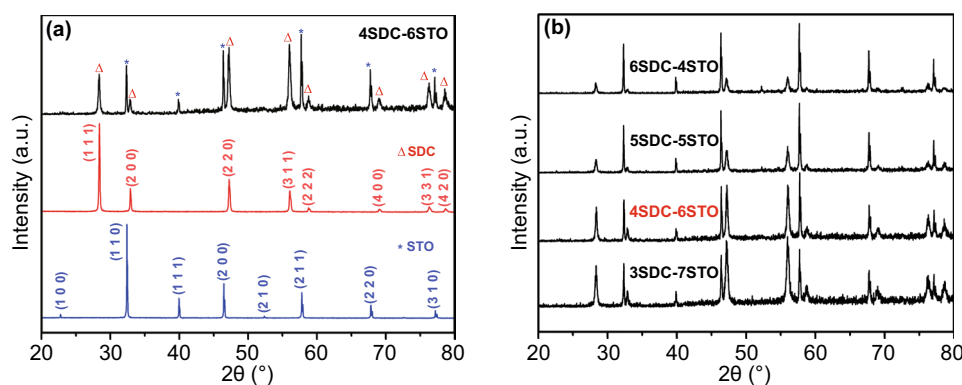 (a)
4SDC-6STO
Δ * Δ * * Δ Δ * Δ * Δ Δ * Δ
Δ SDC
(1 1 1)
(2 0 0)
(2 2 0)
(3 1 1)
(2 2 2)
(4 0 0)
(3 3 1)
(4 2 0)
* STO
(1 0 0)
(1 1 0)
(1 1 1)
(2 0 0)
(2 1 0)
(2 1 1)
(2 2 0)
(3 1 0)
Intensity (a.u.)
20 30 40 50 60 70 80
2θ (°)
(b)
6SDC-4STO
5SDC-5STO
4SDC-6STO
3SDC-7STO
Intensity (a.u.)
20 30 40 50 60 70 80
2θ (°)